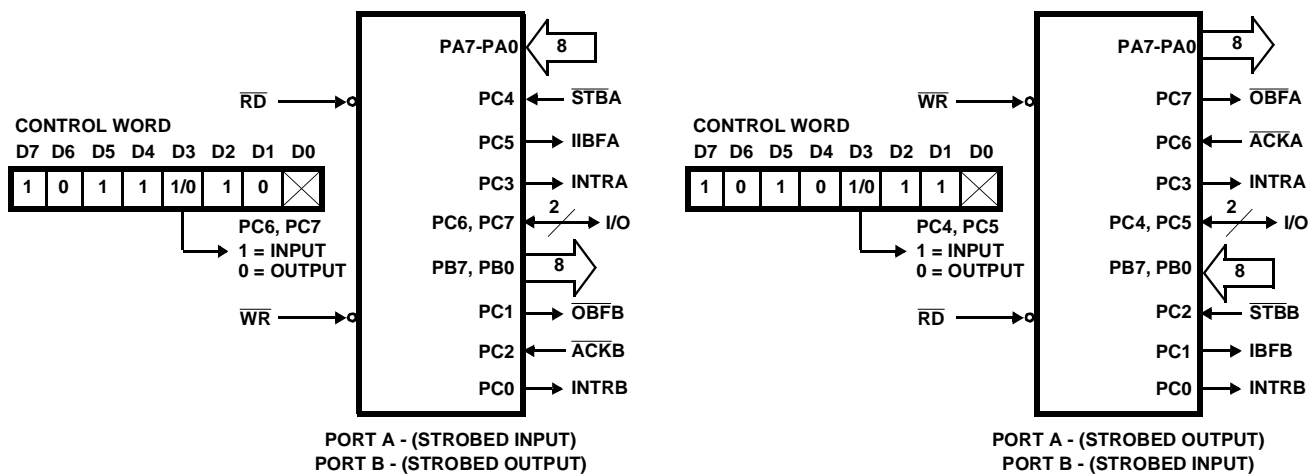 PA7-PA0
8
RD
PC4
STBA
CONTROL WORD
PC5
IIBFA
D7 D6 D5 D4 D3 D2 D1 D0
1 0 1 1 1/0 1 0
PC3
INTRA
PC6, PC7
1 = INPUT
0 = OUTPUT
PC6, PC7
2
I/O
PB7, PB0
8
WR
PC1
OBFB
PC2
ACKB
PC0
INTRB
PORT A - (STROBED INPUT)
PORT B - (STROBED OUTPUT)
PA7-PA0
8
WR
PC7
OBFA
CONTROL WORD
PC6
ACKA
D7 D6 D5 D4 D3 D2 D1 D0
1 0 1 0 1/0 1 1
PC3
INTRA
PC4, PC5
1 = INPUT
0 = OUTPUT
PC4, PC5
2
I/O
PB7, PB0
8
RD
PC2
STBB
PC1
IBFB
PC0
INTRB
PORT A - (STROBED OUTPUT)
PORT B - (STROBED INPUT)